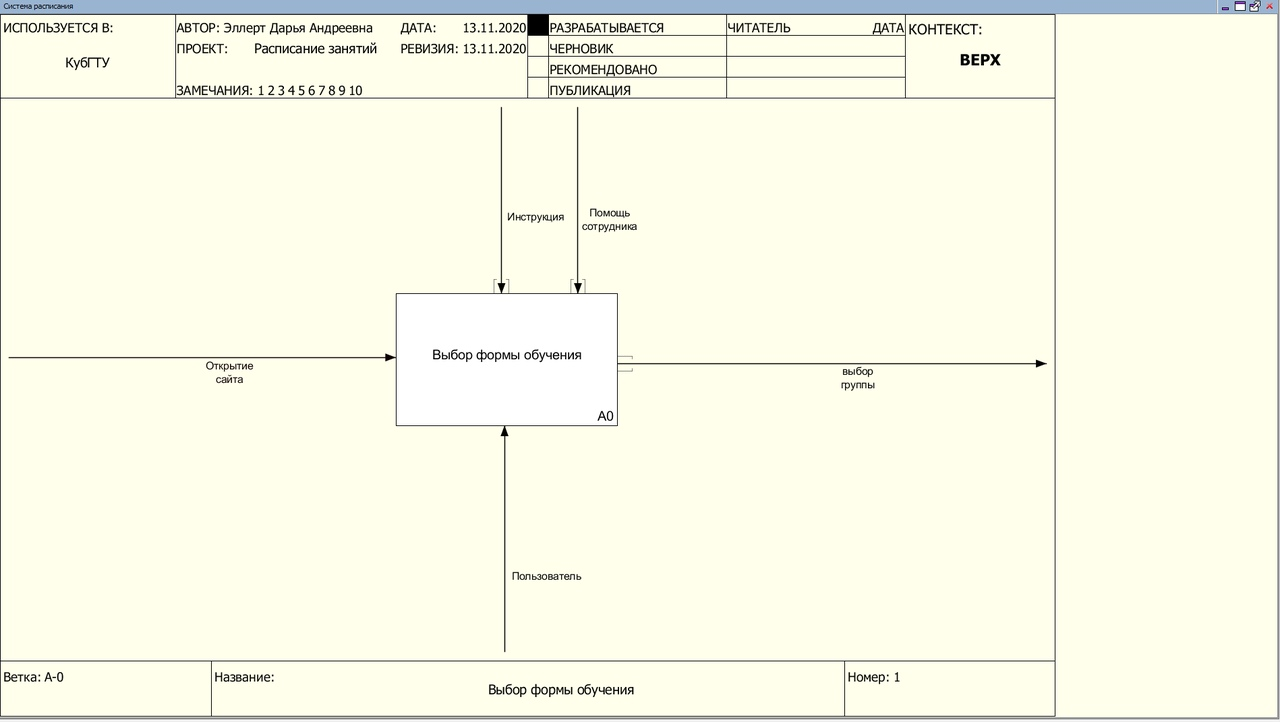 Система расписания
ИСПОЛЬЗУЕТСЯ В:
КубГТУ
АВТОР: Эллерт Дарья Андреевна ДАТА: 13.11.2020
ПРОЕКТ: Расписание занятий РЕВИЗИЯ: 13.11.2020
ЗАМЕЧАНИЯ: 1 2 3 4 5 6 7 8 9 10
РАЗРАБАТЫВАЕТСЯ
ЧЕРНОВИК
РЕКОМЕНДОВАНО
ПУБЛИКАЦИЯ
ЧИТАТЕЛЬ ДАТА
КОНТЕКСТ:
ВЕРХ
Инструкция
Помощь
сотрудника
Выбор формы обучения
A0
Открытие
сайта
выбор
группы
Пользователь
Ветка: A-0
Название:
Выбор формы обучения
Номер: 1